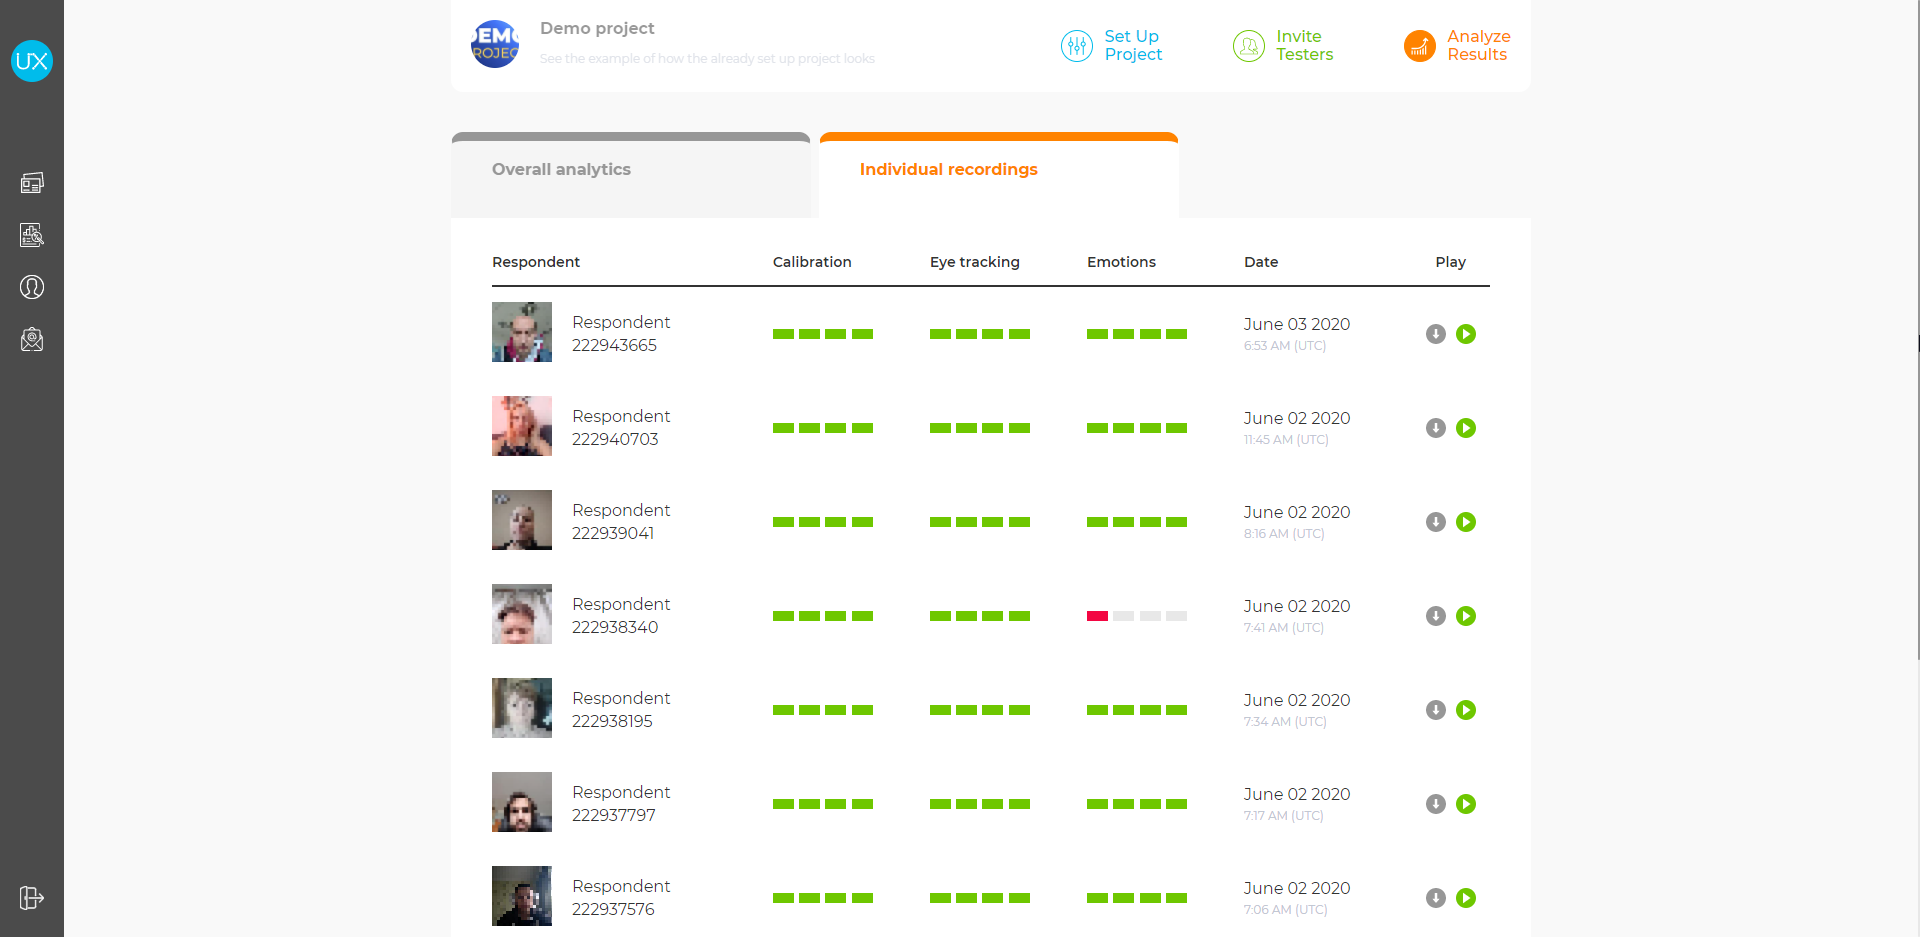 UX
DEMO
PROJEC
Demo project
See the example of how the already set up project looks
Set Up
Project
Invite
Testers
Analyze
Results
Overall analytics
Individual recordings
Respondent Calibration Eye tracking Emotions Date Play
Respondent
222943665
June 03 2020
6:53 AM (UTC)
Respondent
222940703
June 02 2020
11:45 AM (UTC)
Respondent
222939041
June 02 2020
8:16 AM (UTC)
Respondent
222938340
June 02 2020
7:41 AM (UTC)
Respondent
222938195
June 02 2020
7:34 AM (UTC)
Respondent
222937797
June 02 2020
7:17 AM (UTC)
Respondent
222937576
June 02 2020
7:06 AM (UTC)